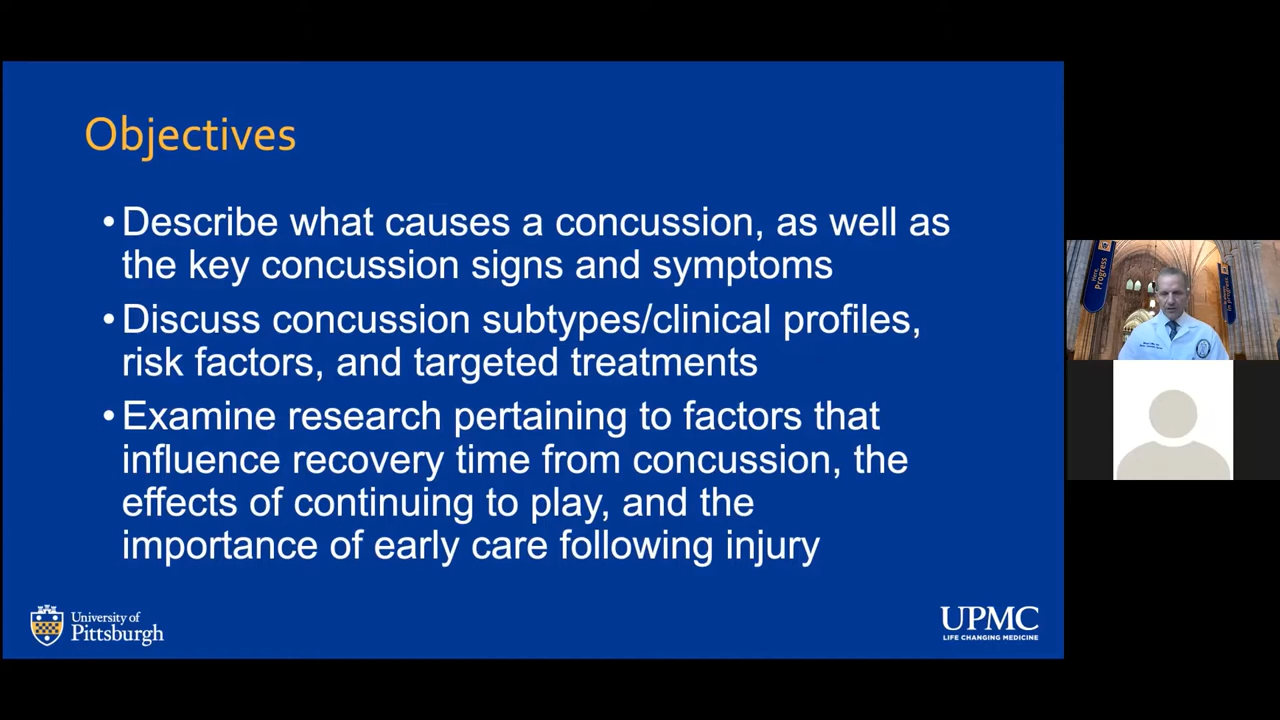 Objectives
•Describe what causes a concussion, as well as
the key concussion signs and symptoms
•Discuss concussion subtypes/clinical profiles,
risk factors, and targeted treatments
•Examine research pertaining to factors that
influence recovery time from concussion, the
effects of continuing to play, and the
importance of early care following injury
University of
Pittsburgh
UPMC
LIFE CHANGING MEDICINE
Here,
Progress